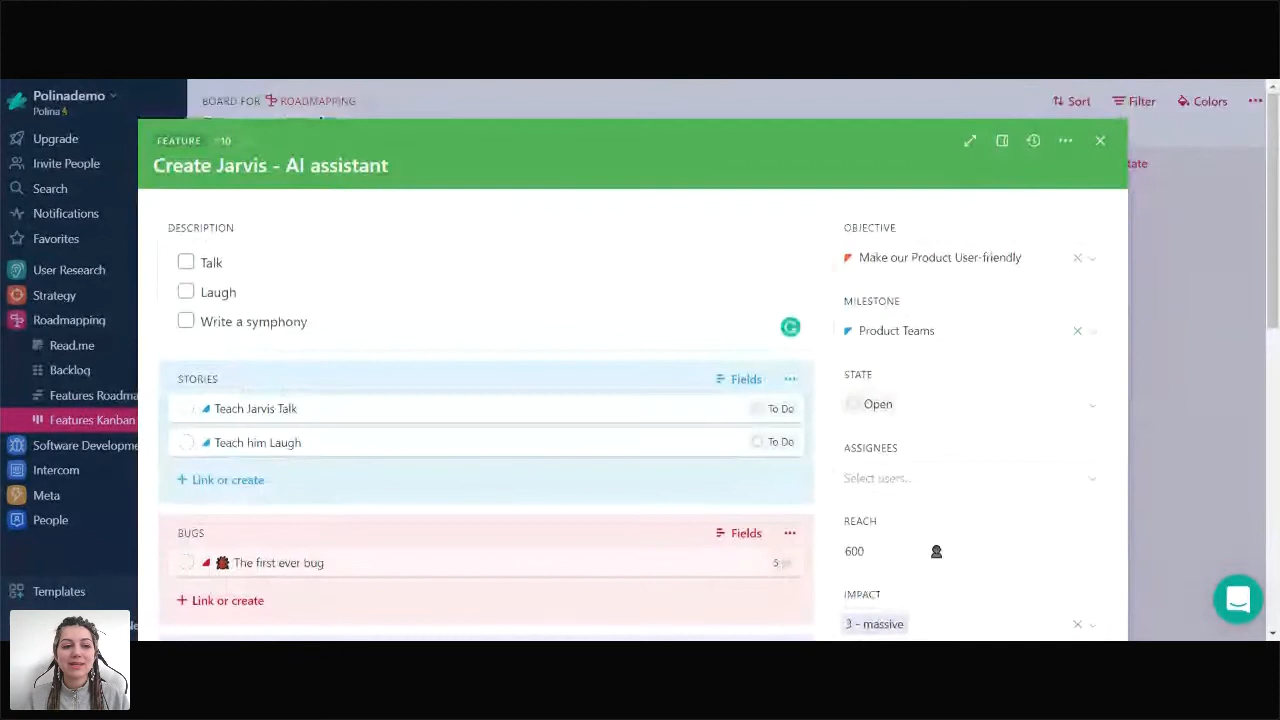 Polinademo
Polina
BOARD FOR ROADMAPPING
Sort
Filter
Colors
Upgrade
Invite People
Search
Notifications
Favorites
User Research
Strategy
Roadmapping
Read.me
Backlog
Features Roadma
Features Kanban
Software Developme
Intercom
Meta
People
Templates
FEATURE
Create Jarvis - AI assistant
DESCRIPTION
Talk
Laugh
Write a symphony
STORIES
Fields
Teach Jarvis Talk
To Do
Teach him Laugh
To Do
+ Link or create
BUGS
Fields
The first ever bug
5
+ Link or create
OBJECTIVE
Make our Product User-friendly
MILESTONE
Product Teams
STATE
Open
ASSIGNEES
Select users...
REACH
600
IMPACT
3 - massive